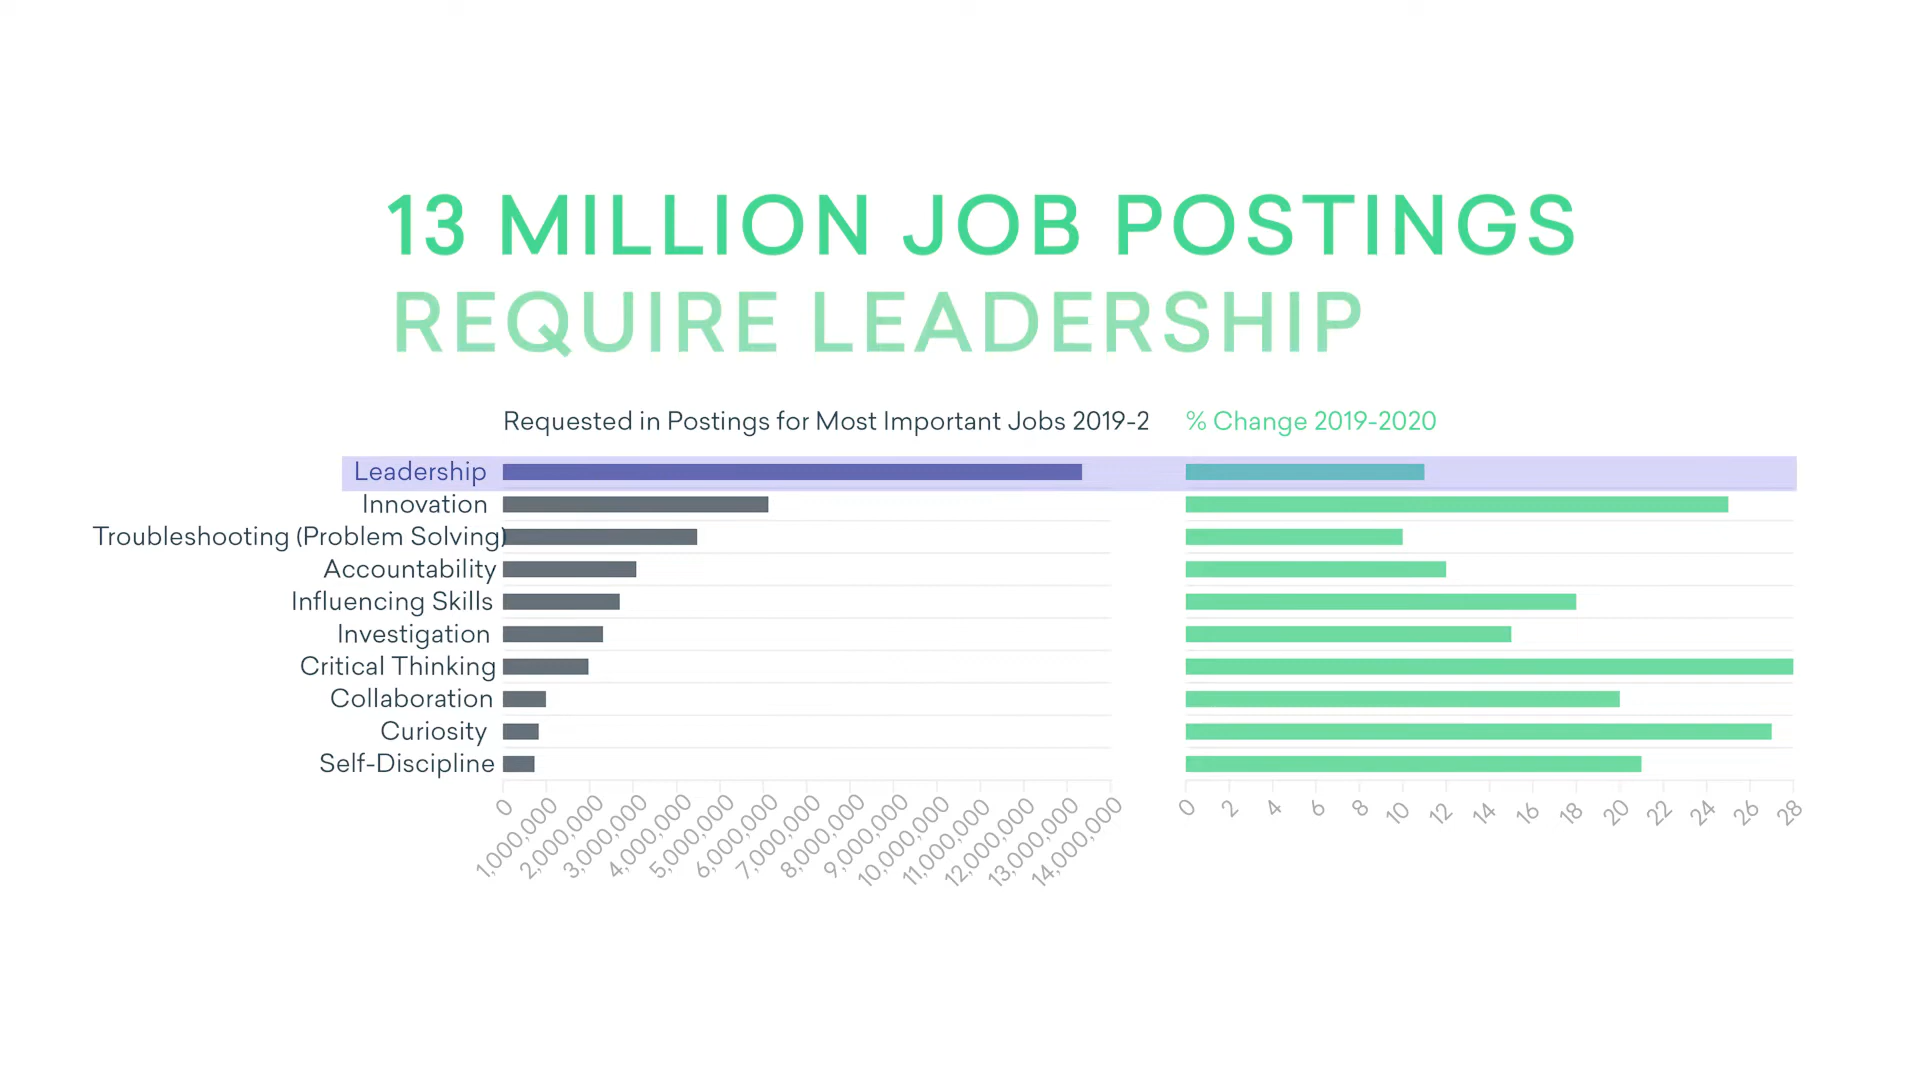 13 MILLION JOB POSTINGS
REQUIRE LEADERSHIP
Requested in Postings for Most Important Jobs 2019-2
% Change 2019-2020
Leadership
Innovation
Troubleshooting (Problem Solving)
Accountability
Influencing Skills
Investigation
Critical Thinking
Collaboration
Curiosity
Self-Discipline
0 1,000,000 2,000,000 3,000,000 4,000,000 5,000,000 6,000,000 7,000,000 8,000,000 9,000,000 10,000,000 11,000,000 12,000,000 13,000,000 14,000,000
0 2 4 6 8 10 12 14 16 18 20 22 24 26 28